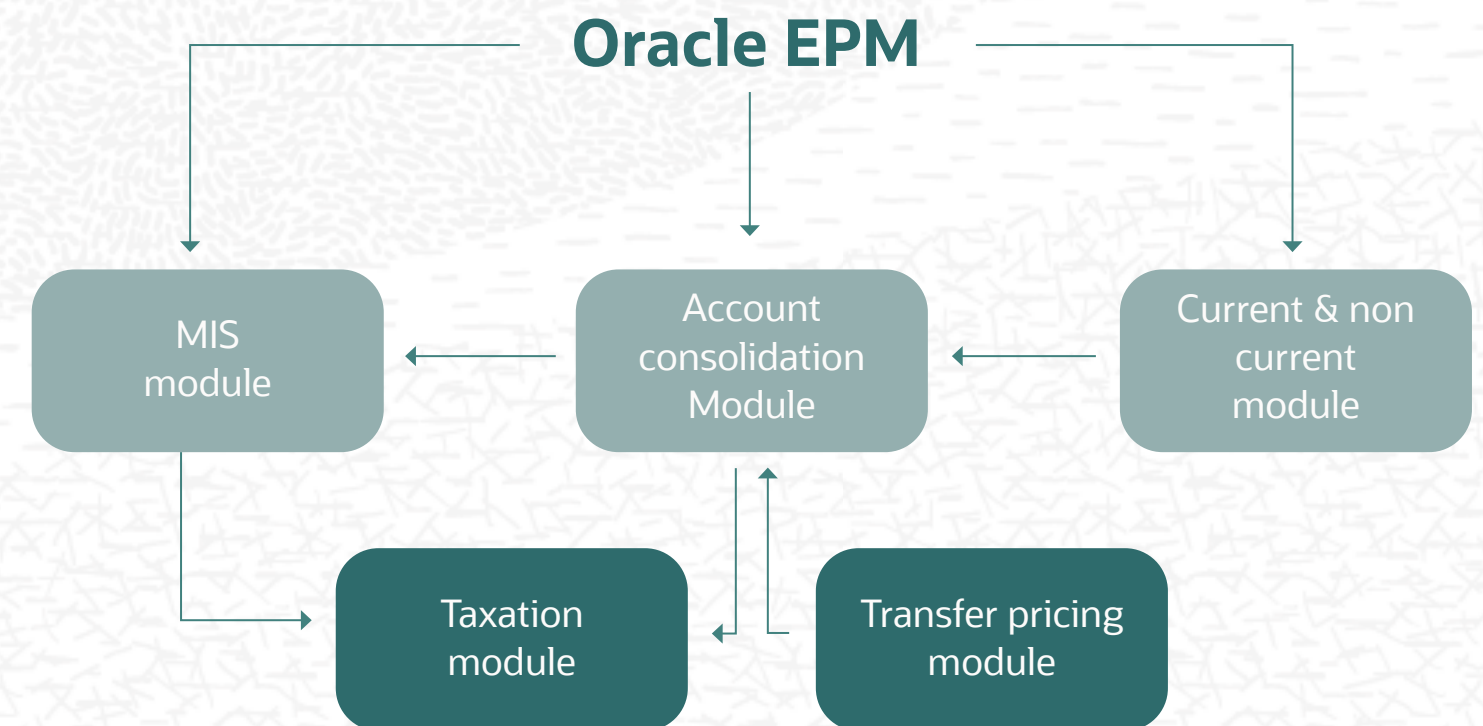 Oracle EPM
MIS
module
Account
consolidation
Module
Current & non
current
module
Taxation
module
Transfer pricing
module